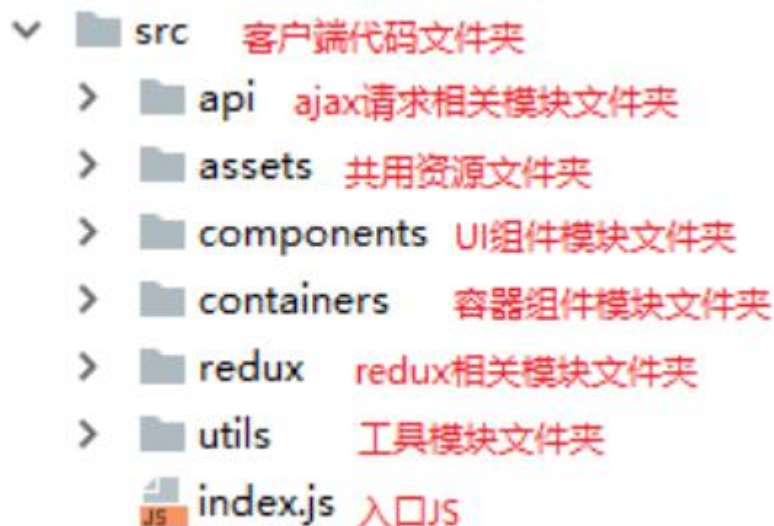 src 客户端代码文件夹
api ajax请求相关模块文件夹
assets 共用资源文件夹
components UI组件模块文件夹
containers 容器组件模块文件夹
redux redux相关模块文件夹
utils 工具模块文件夹
JS index.js 入口JS